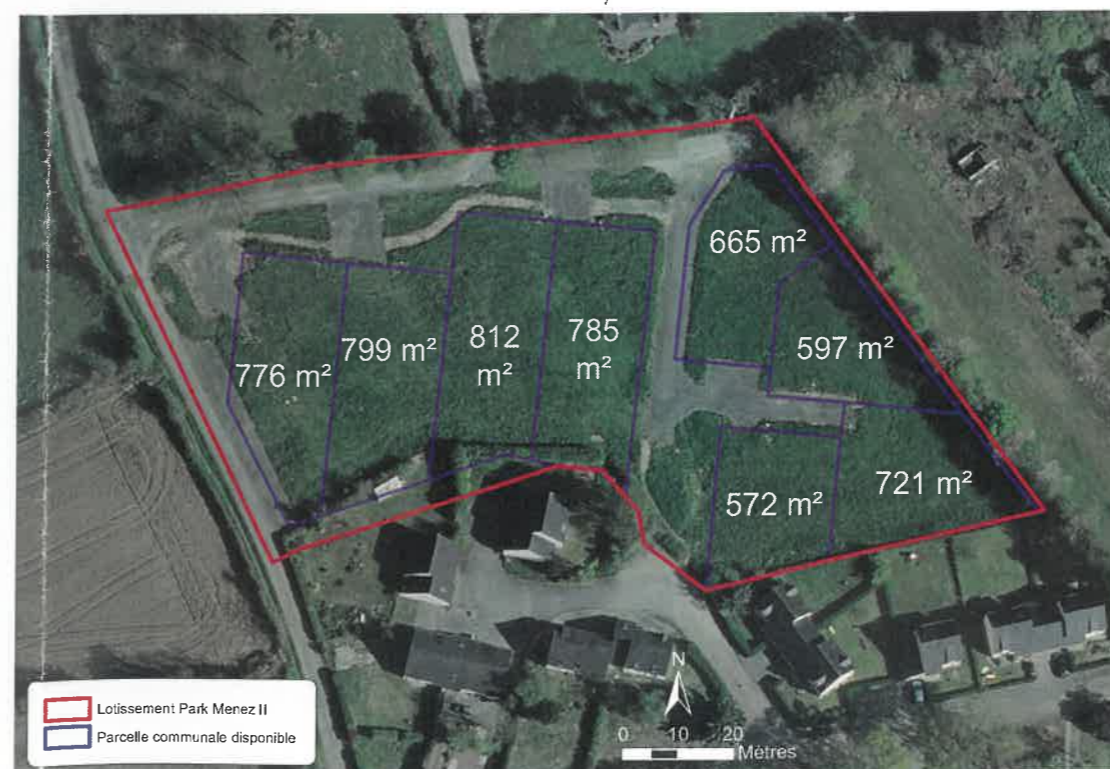 665 m²
597 m²
812
m²
785
m²
799 m²
776 m²
721 m²
572 m²
N
0 10 20
Mètres
Lotissement Park Menez II
Parcelle communale disponible